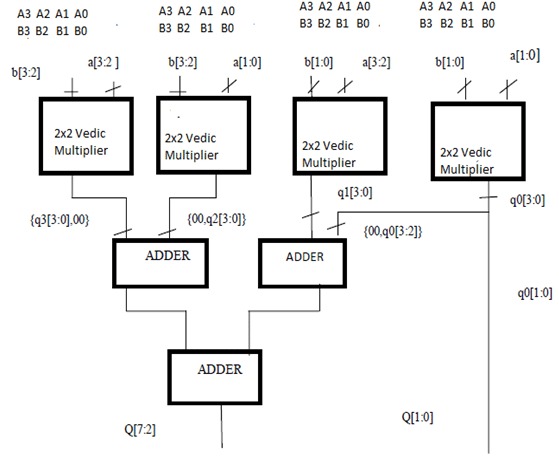 A3 A2 A1 A0
B3 B2 B1 B0
A3 A2 A1 A0
B3 B2 B1 B0
A3 A2 A1 A0
B3 B2 B1 B0
A3 A2 A1 A0
B3 B2 B1 B0
b[3:2]
a[3:2 ]
b[3:2]
a[1:0]
b[1:0]
a[3:2]
b[1:0]
a[1:0]
2x2 Vedic
Multiplier
2x2 Vedic
Multiplier
2x2 Vedic
Multiplier
2x2 Vedic
Multiplier
q1[3:0]
q0[3:0]
{q3[3:0],00}
{00,q2[3:0]}
{00,q0[3:2]}
ADDER
ADDER
q0[1:0]
ADDER
Q[7:2]
Q[1:0]